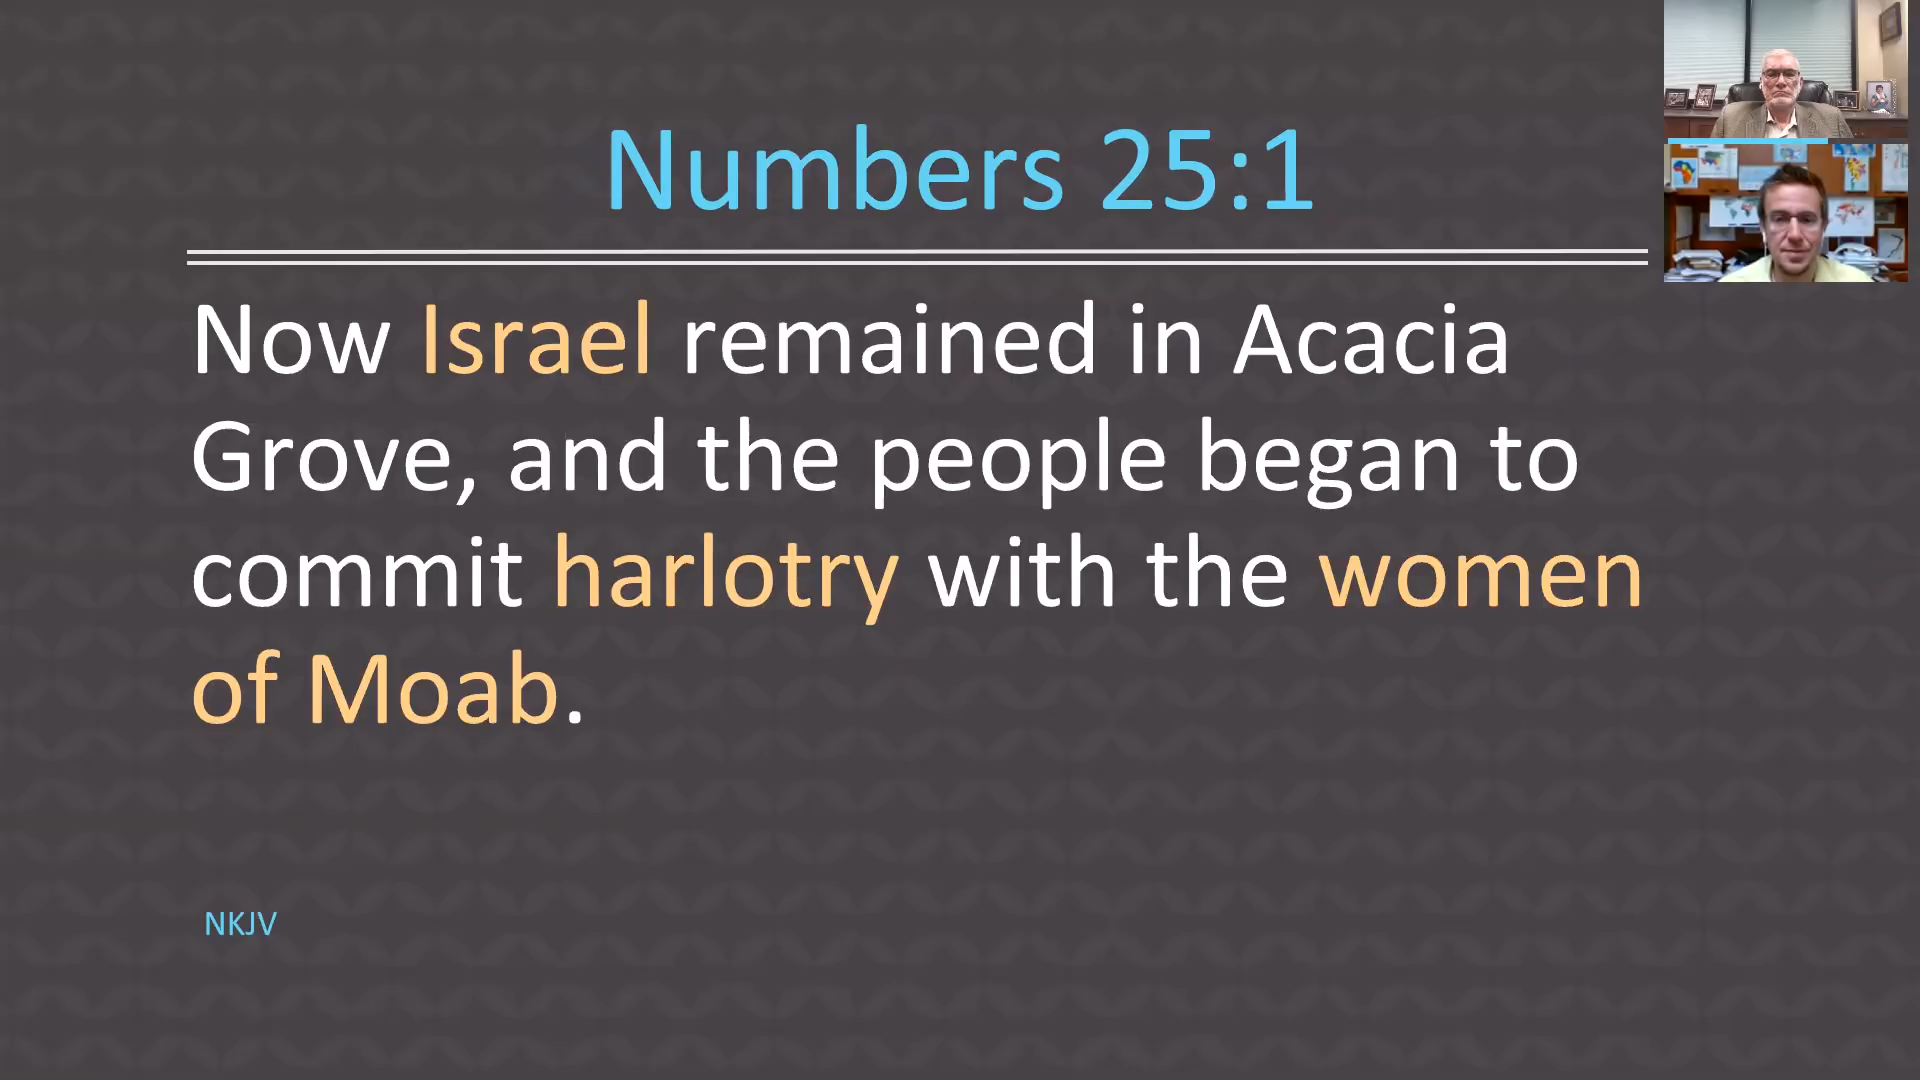 Numbers 25:1
Now Israel remained in Acacia
Grove, and the people began to
commit harlotry with the women
of Moab.
NKJV